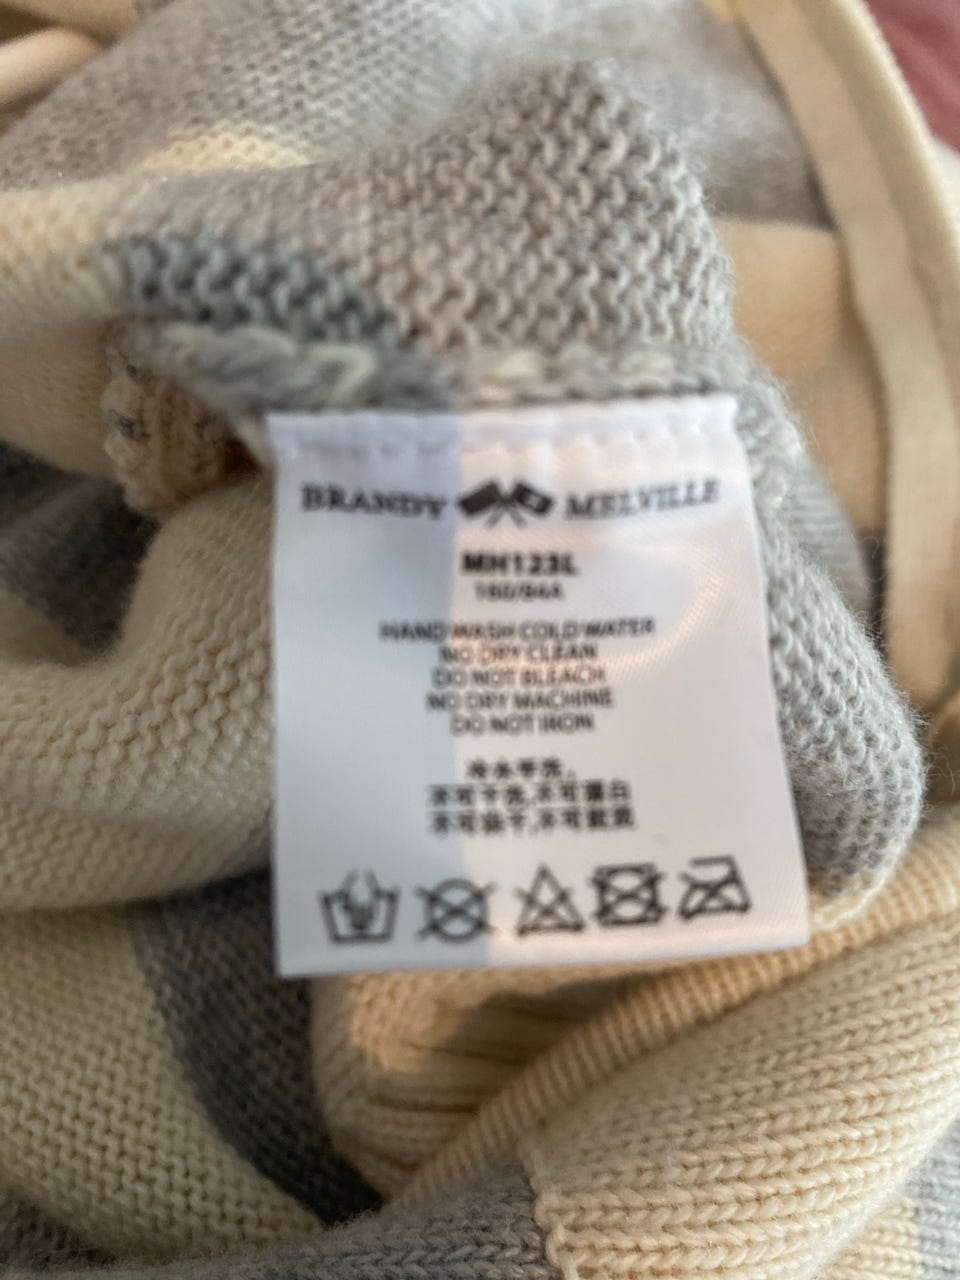 BRANDY MELVILLE
MH123L
160/84A
HAND WASH COLD WATER
NO DRY CLEAN
DO NOT BLEACH
NO DRY MACHINE
DO NOT IRON
冷水手洗,
不可干洗,不可漂白
不可烘干,不可熨烫